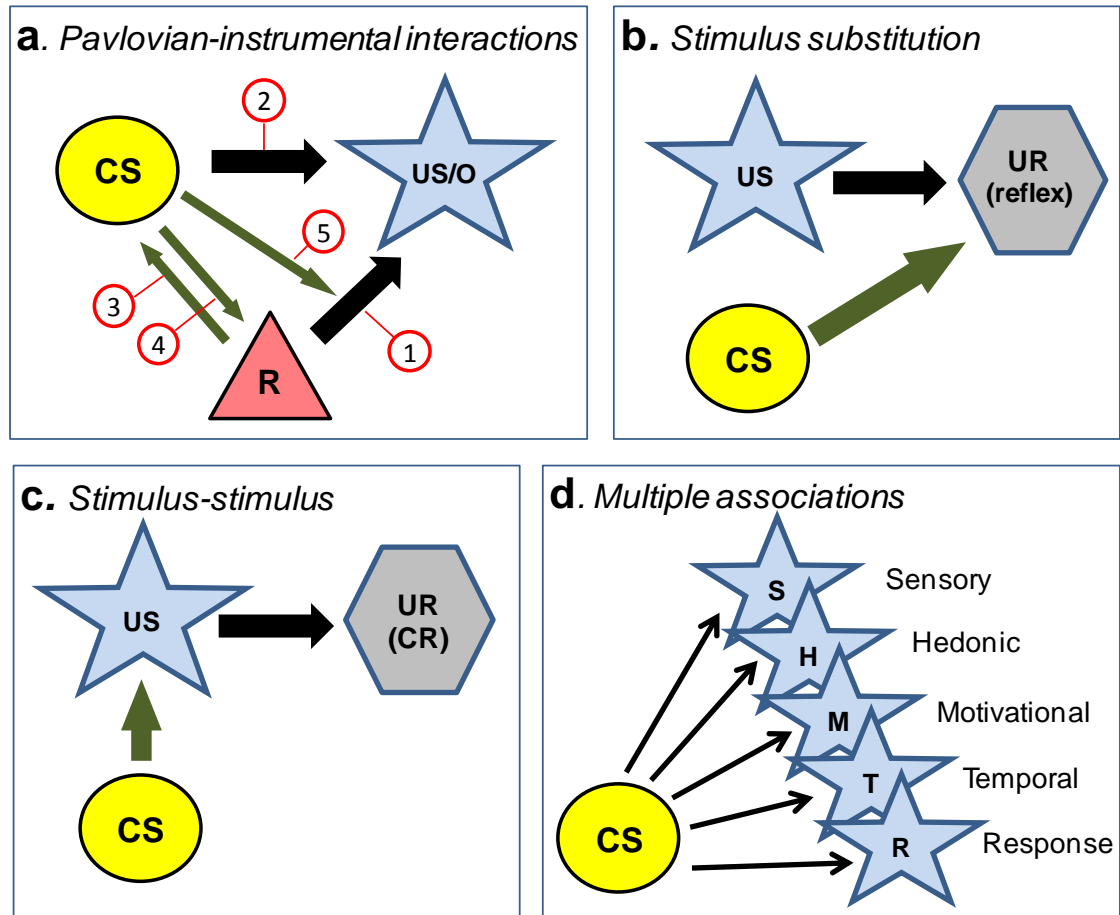 a. Pavlovian-instrumental interactions
2
CS
US/O
5
3
4
1
R
b. Stimulus substitution
US
UR
(reflex)
CS
c. Stimulus-stimulus
US
UR
(CR)
CS
d. Multiple associations
S Sensory
H Hedonic
M Motivational
T Temporal
CS
R Response